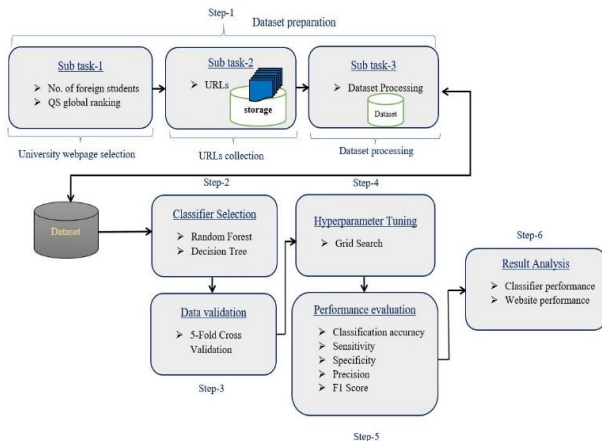 Step-1
Dataset preparation
Sub task-1
➢ No. of foreign students
➢ QS global ranking
Sub task-2
➢ URLs
storage
Sub task-3
➢ Dataset Processing
Dataset
University webpage selection
URLs collection
Dataset processing
Dataset
Step-2
Classifier Selection
➢ Random Forest
➢ Decision Tree
Data validation
➢ 5-Fold Cross
Validation
Step-3
Step-4
Hyperparameter Tuning
➢ Grid Search
Performance evaluation
➢ Classification accuracy
➢ Sensitivity
➢ Specificity
➢ Precision
➢ F1 Score
Step-5
Step-6
Result Analysis
➢ Classifier performance
➢ Website performance